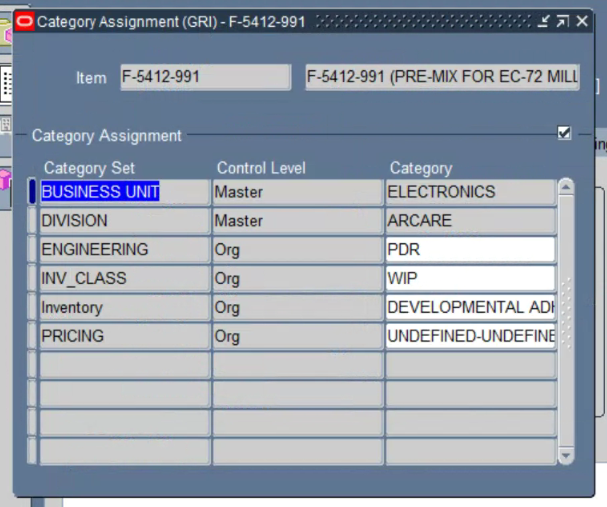 Category Assignment (GRI) - F-5412-991
Item F-5412-991 F-5412-991 (PRE-MIX FOR EC-72 MILL
Category Assignment
Category Set Control Level Category
BUSINESS UNIT Master ELECTRONICS
DIVISION Master ARCARE
ENGINEERING Org PDR
INV_CLASS Org WIP
Inventory Org DEVELOPMENTAL ADH
PRICING Org UNDEFINED-UNDEFINE